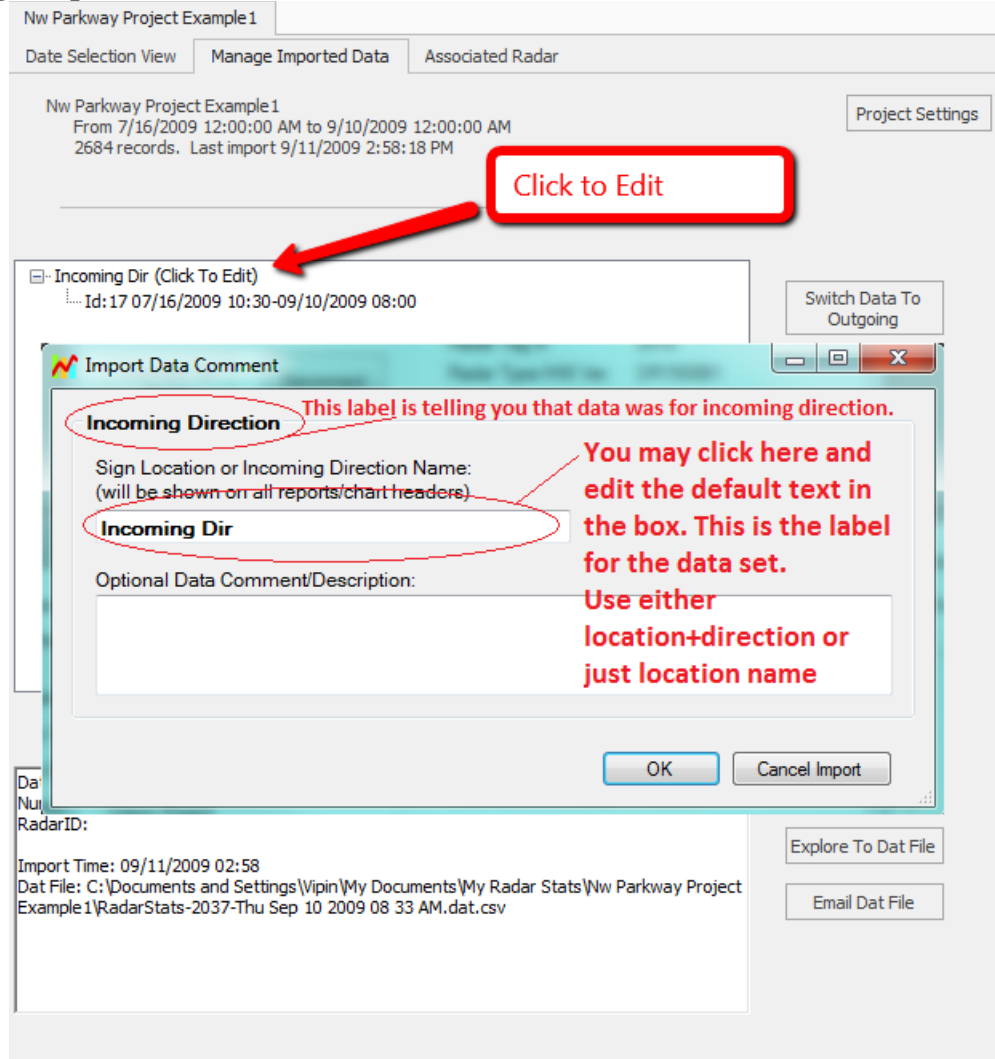 Nw Parkway Project Example1
Date Selection View
Manage Imported Data
Associated Radar
Nw Parkway Project Example1
From 7/16/2009 12:00:00 AM to 9/10/2009 12:00:00 AM
2684 records. Last import 9/11/2009 2:58:18 PM
Project Settings
Click to Edit
Incoming Dir (Click To Edit)
Id:17 07/16/2009 10:30-09/10/2009 08:00
Switch Data To
Outgoing
Import Data Comment
Incoming Direction
This label is telling you that data was for incoming direction.
Sign Location or Incoming Direction Name:
(will be shown on all reports/chart headers)
Incoming Dir
You may click here and
edit the default text in
the box. This is the label
for the data set.
Use either
location+direction or
just location name
Optional Data Comment/Description:
OK
Cancel Import
RadarID:
Import Time: 09/11/2009 02:58
Dat File: C:\Documents and Settings\Vipin\My Documents\My Radar Stats\Nw Parkway Project
Example1\RadarStats-2037-Thu Sep 10 2009 08 33 AM.dat.csv
Explore To Dat File
Email Dat File